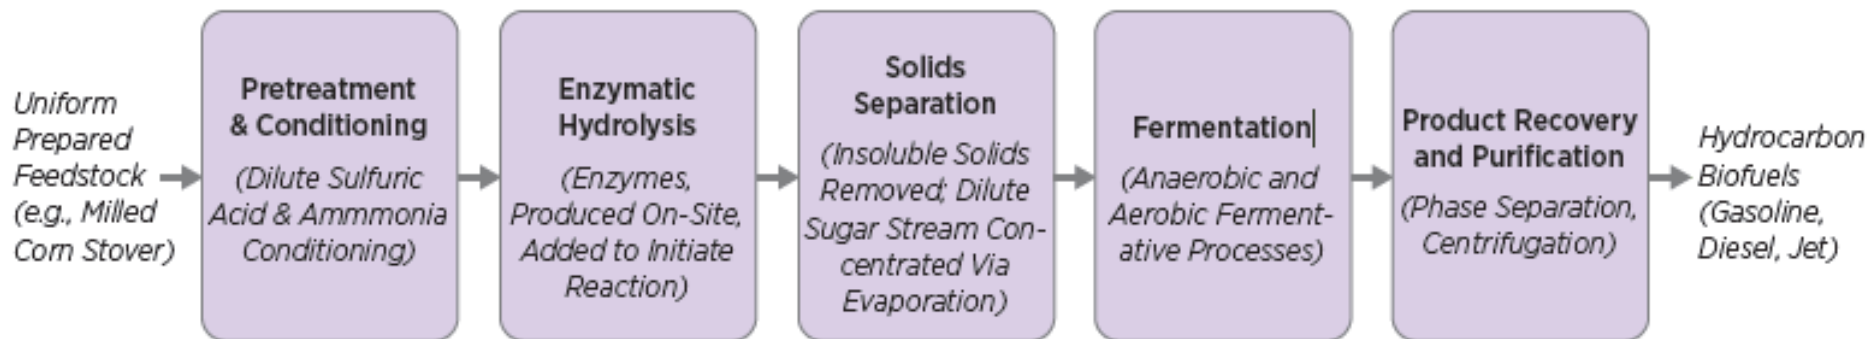 Uniform
Prepared
Feedstock
(e.g., Milled
Corn Stover)
Pretreatment
& Conditioning
(Dilute Sulfuric
Acid & Ammmonia
Conditioning)
Enzymatic
Hydrolysis
(Enzymes,
Produced On-Site,
Added to Initiate
Reaction)
Solids
Separation
(Insoluble Solids
Removed; Dilute
Sugar Stream Con-
centrated Via
Evaporation)
Fermentation
(Anaerobic and
Aerobic Ferment-
ative Processes)
Product Recovery
and Purification
(Phase Separation,
Centrifugation)
Hydrocarbon
Biofuels
(Gasoline,
Diesel, Jet)